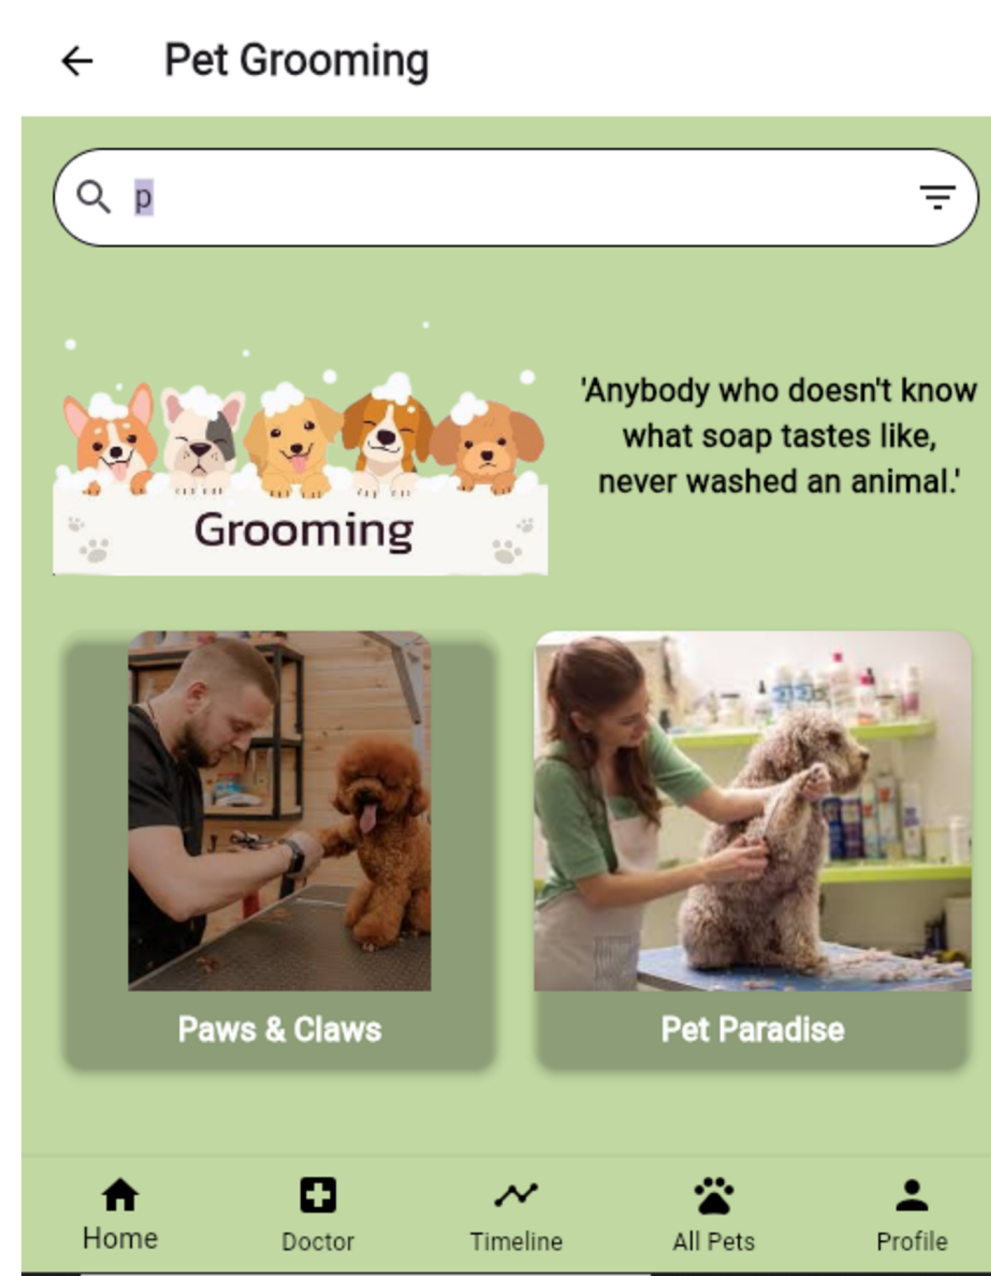 Pet Grooming
p
'Anybody who doesn't know
what soap tastes like,
never washed an animal.'
Grooming
Paws & Claws
Pet Paradise
Home
Doctor
Timeline
All Pets
Profile